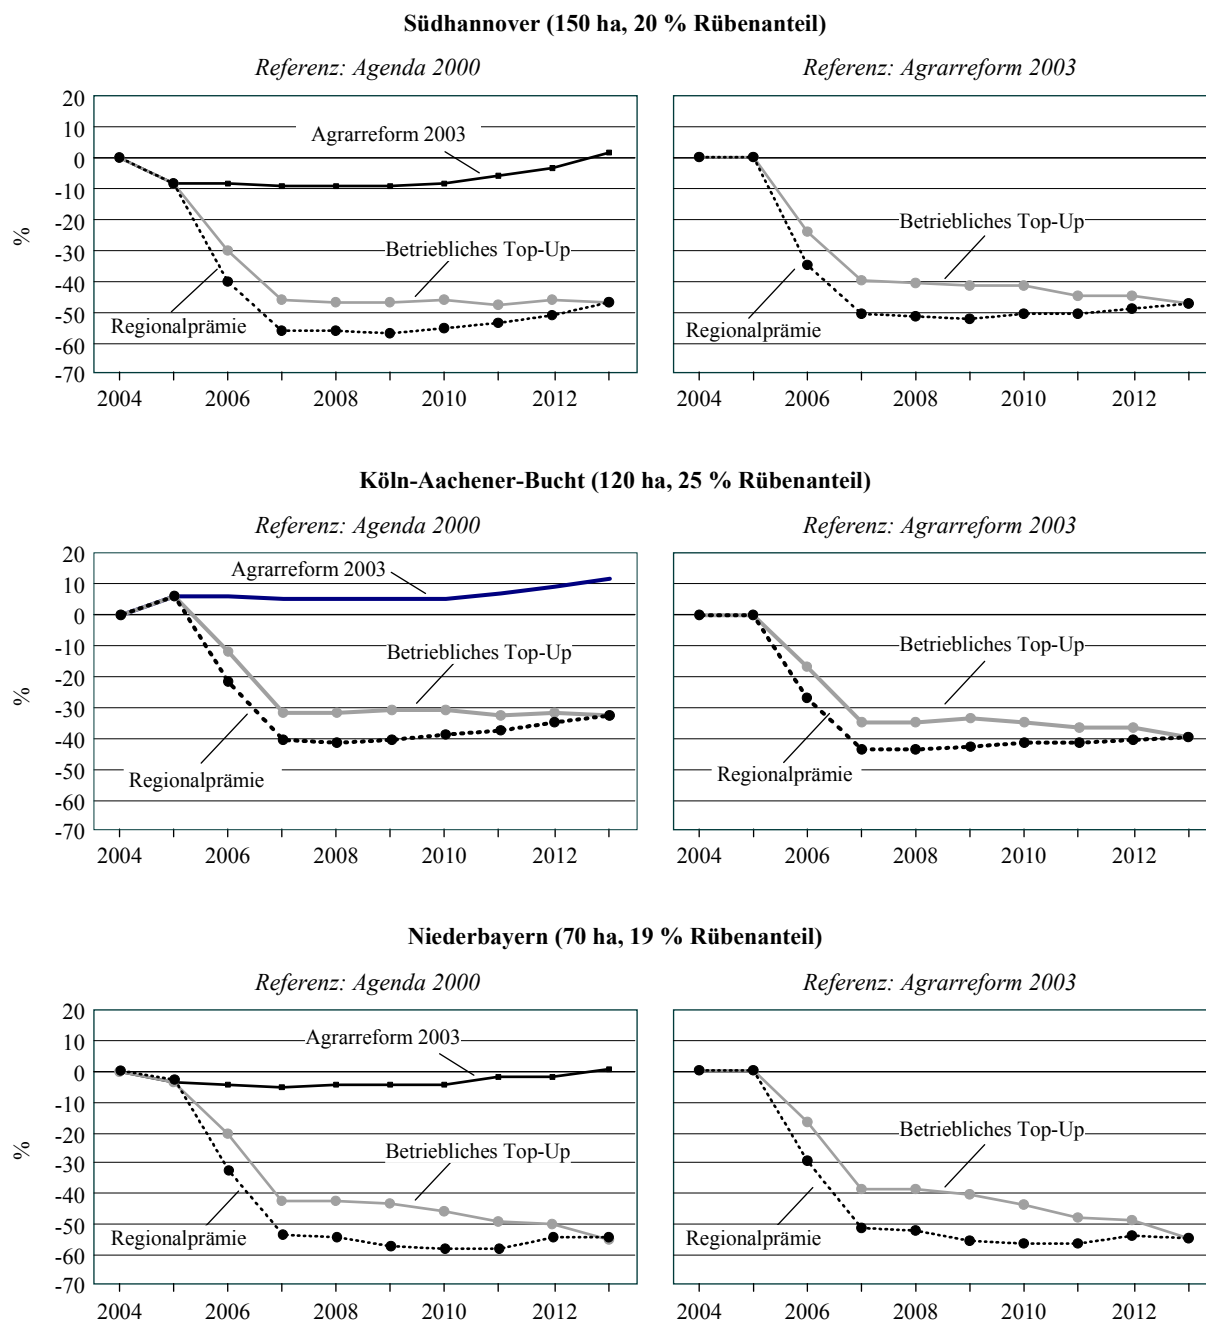 Südhannover (150 ha, 20 % Rübenanteil)
Referenz: Agenda 2000
Referenz: Agrarreform 2003
20
10
0
-10
-20
-30
-40
-50
-60
-70
%
Agrarreform 2003
Betriebliches Top-Up
Regionalprämie
2004 2006 2008 2010 2012
Betriebliches Top-Up
Regionalprämie
2004 2006 2008 2010 2012
Köln-Aachener-Bucht (120 ha, 25 % Rübenanteil)
Referenz: Agenda 2000
Referenz: Agrarreform 2003
20
10
0
-10
-20
-30
-40
-50
-60
-70
%
Agrarreform 2003
Betriebliches Top-Up
Regionalprämie
2004 2006 2008 2010 2012
Betriebliches Top-Up
Regionalprämie
2004 2006 2008 2010 2012
Niederbayern (70 ha, 19 % Rübenanteil)
Referenz: Agenda 2000
Referenz: Agrarreform 2003
20
10
0
-10
-20
-30
-40
-50
-60
-70
%
Agrarreform 2003
Betriebliches Top-Up
Regionalprämie
2004 2006 2008 2010 2012
Betriebliches Top-Up
Regionalprämie
2004 2006 2008 2010 2012